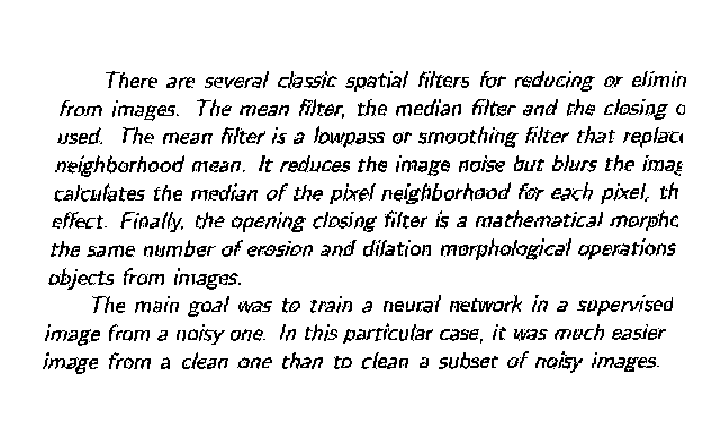 There are several classic spatial filters for reducing or elimin
from images. The mean filter, the median filter and the closing o
used. The mean filter is a lowpass or smoothing filter that replac
neighborhood mean. It reduces the image noise but blurs the imag
calculates the median of the pixel neighborhood for each pixel, th
effect. Finally, the opening closing filter is a mathematical morpho
the same number of erosion and dilation morphological operations
objects from images.
The main goal was to train a neural network in a supervised
image from a noisy one. In this particular case, it was much easier
image from a clean one than to clean a subset of noisy images.